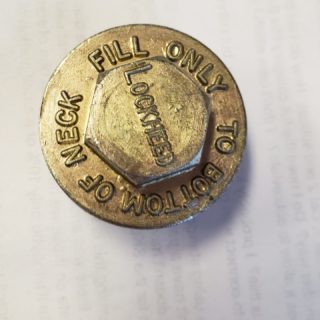 FILL ONLY TO BOTTOM OF NECK
LOCKHEED